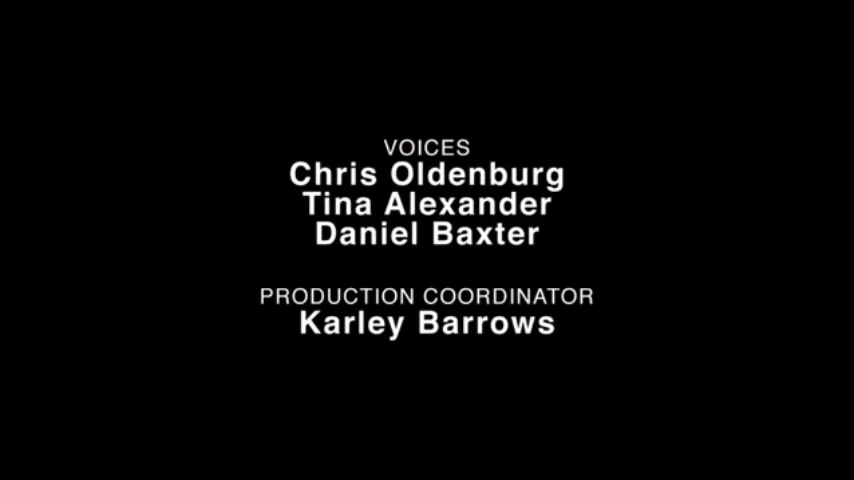 VOICES
Chris Oldenburg
Tina Alexander
Daniel Baxter
PRODUCTION COORDINATOR
Karley Barrows